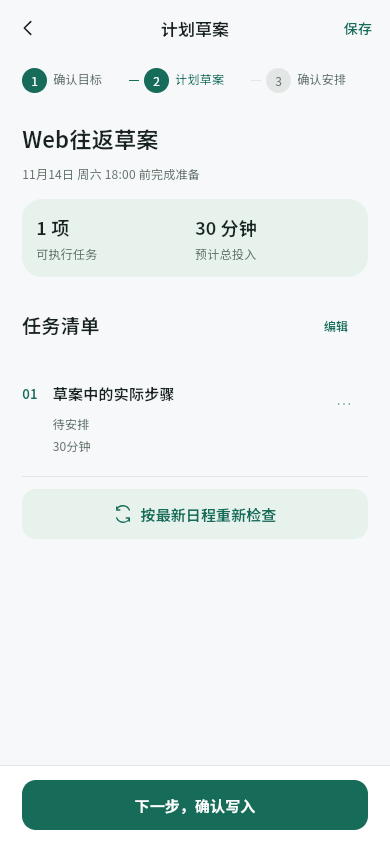 计划草案
保存
1 确认目标
2 计划草案
3 确认安排
Web往返草案
11月14日 周六 18:00 前完成准备
1 项
30 分钟
可执行任务
预计总投入
任务清单
编辑
01 草案中的实际步骤
...
待安排
30分钟
按最新日程重新检查
下一步，确认写入